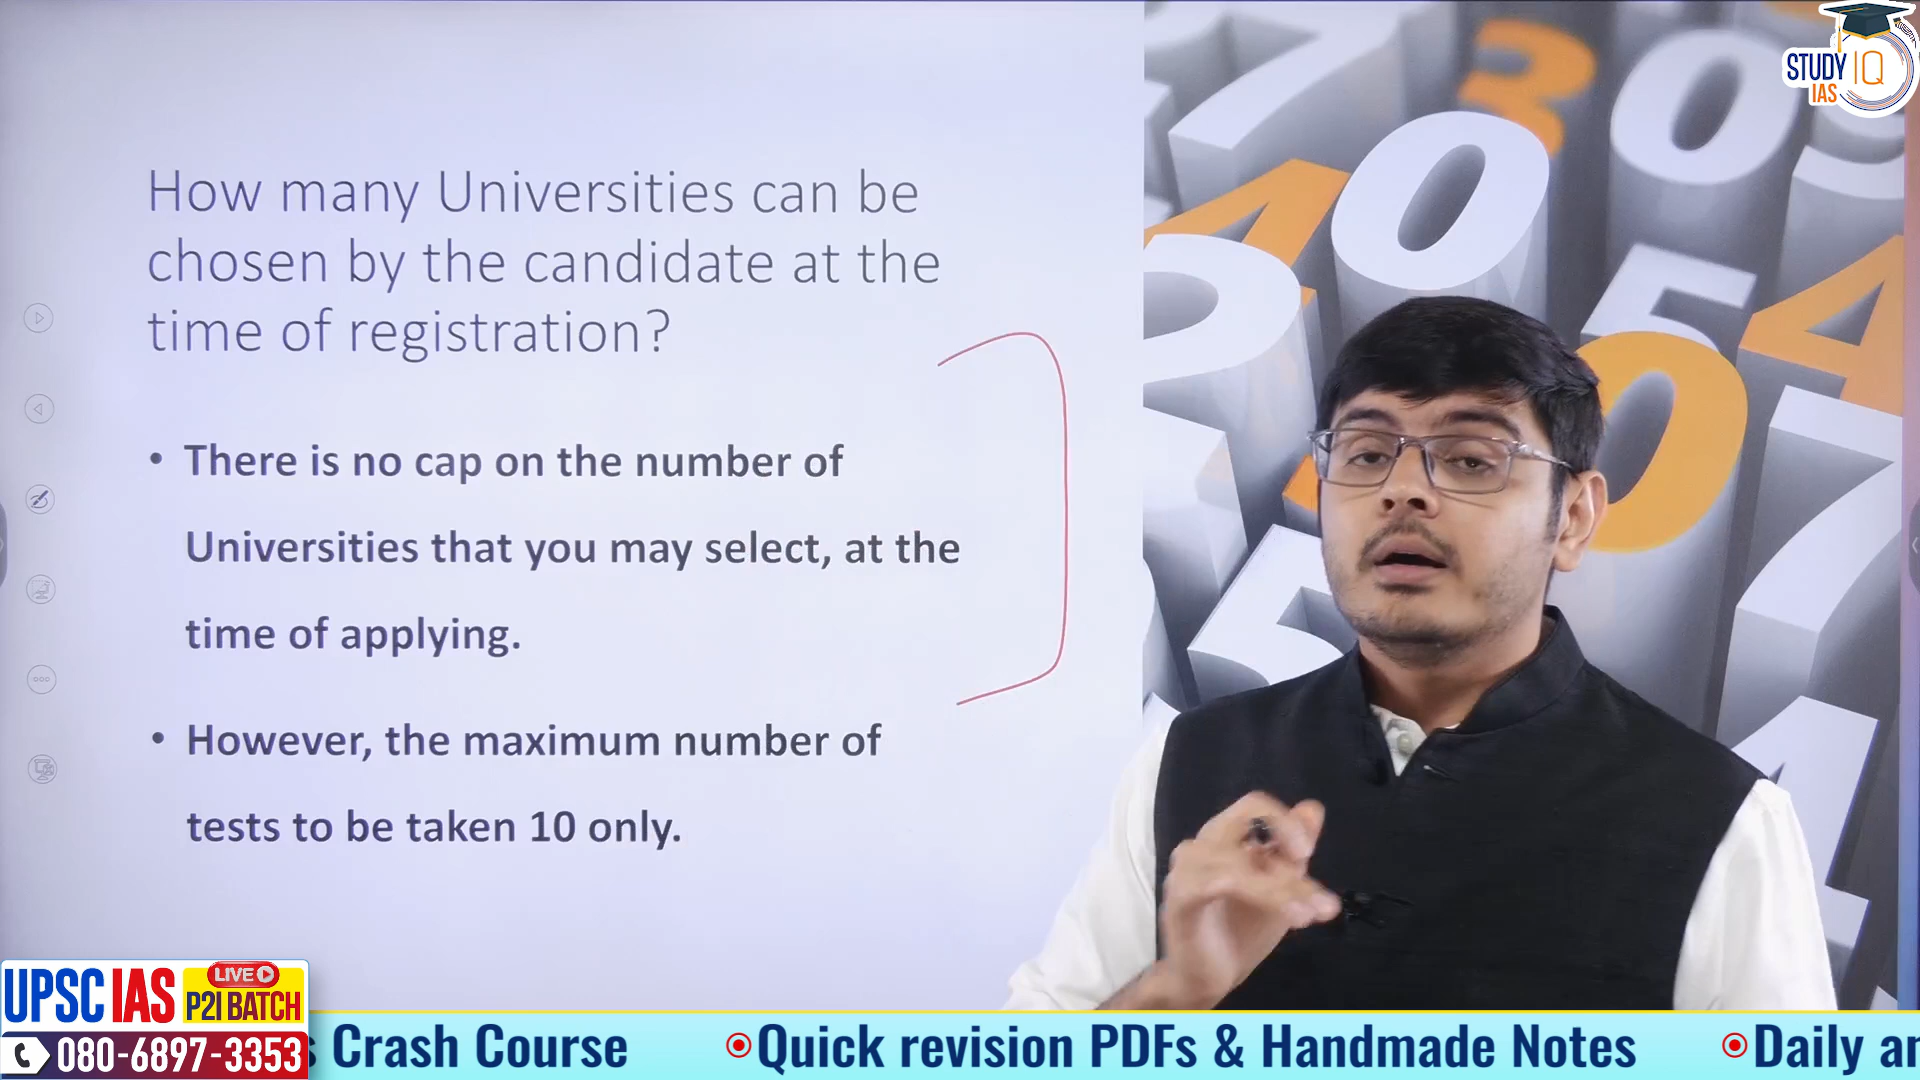 STUDY IQ
IAS
How many Universities can be
chosen by the candidate at the
time of registration?
• There is no cap on the number of
Universities that you may select, at the
time of applying.
• However, the maximum number of
tests to be taken 10 only.
UPSC IAS LIVE P2I BATCH
080-6897-3353
s Crash Course Quick revision PDFs & Handmade Notes Daily an